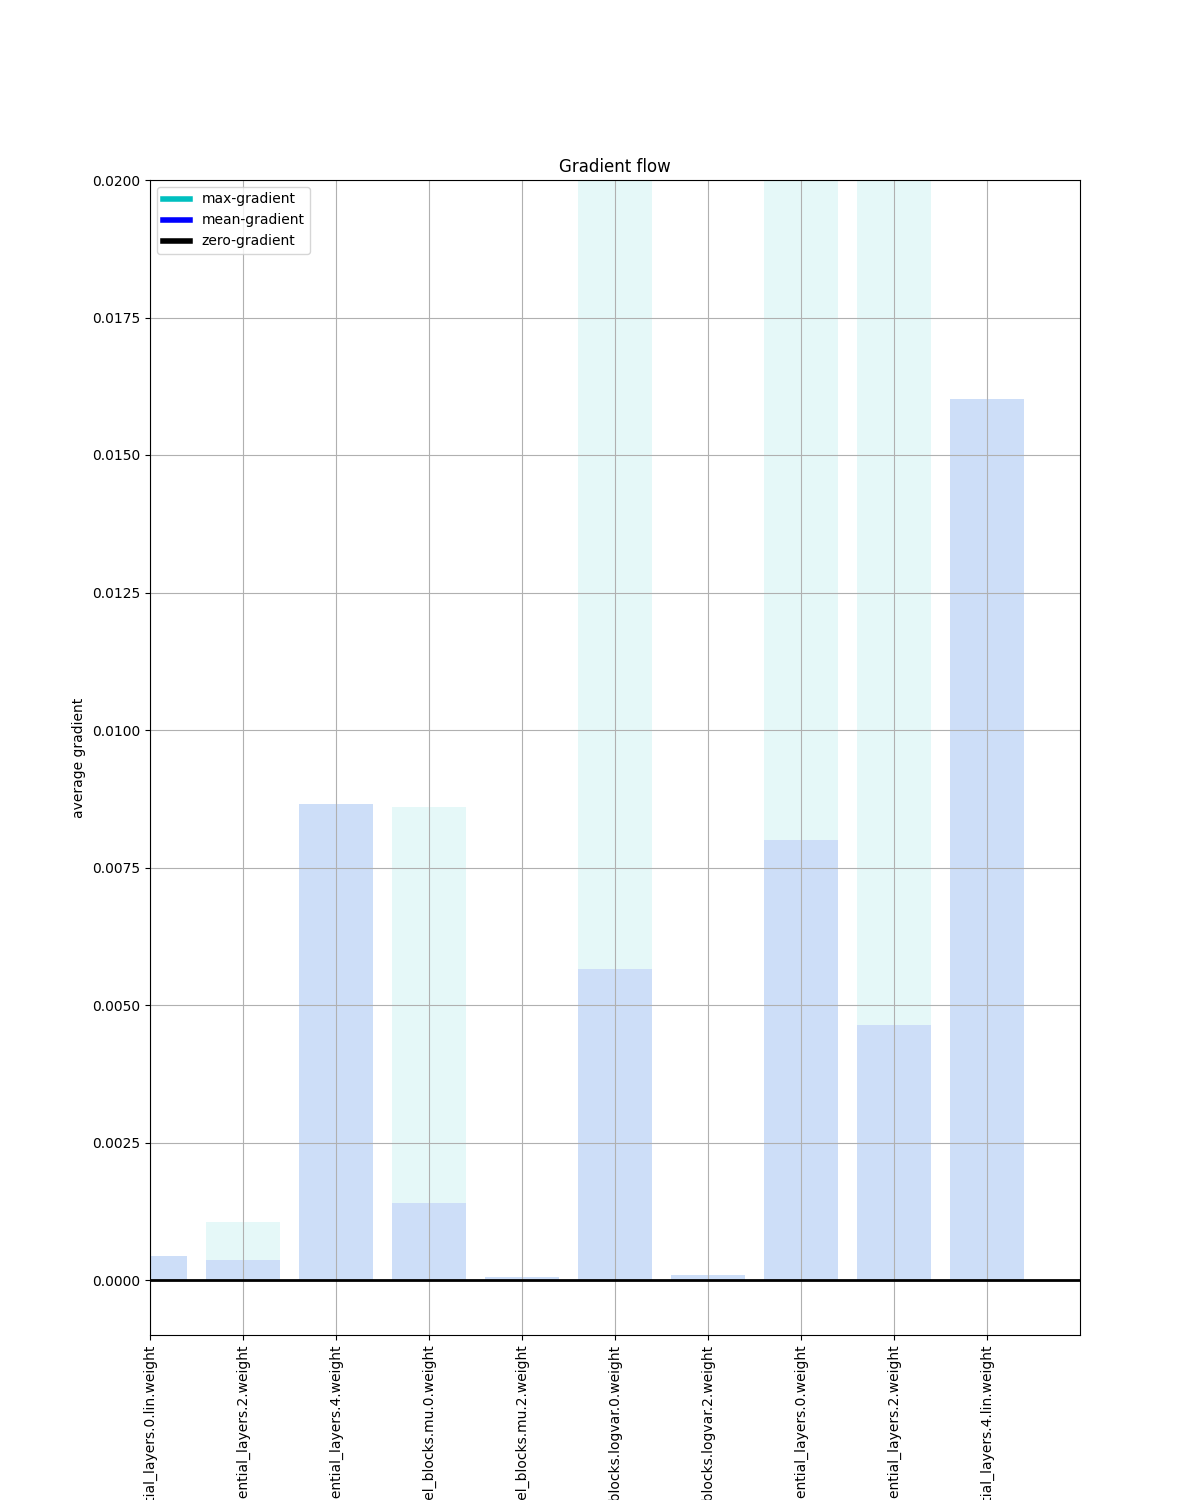 Gradient flow
max-gradient
mean-gradient
zero-gradient
0.0200
0.0175
0.0150
0.0125
0.0100
0.0075
0.0050
0.0025
0.0000
average gradient
tial_layers.0.lin.weight
ential_layers.2.weight
ential_layers.4.weight
el_blocks.mu.0.weight
el_blocks.mu.2.weight
blocks.logvar.0.weight
blocks.logvar.2.weight
ential_layers.0.weight
ential_layers.2.weight
tial_layers.4.lin.weight